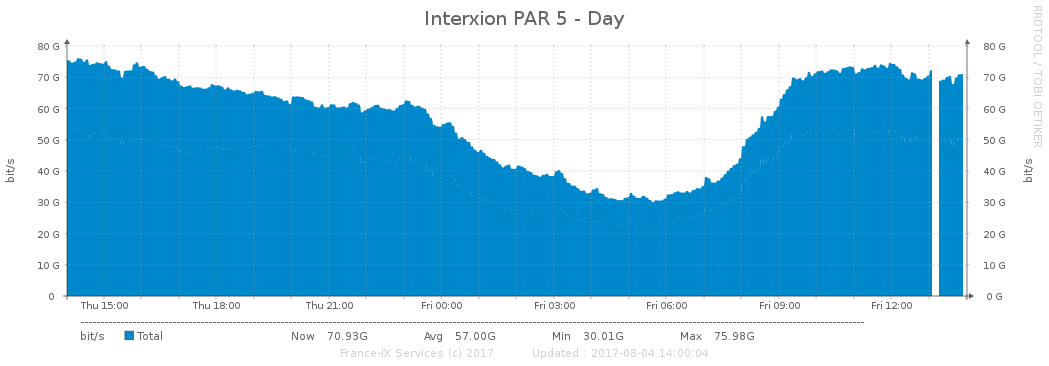 Interxion PAR 5 - Day
RRDTOOL / TOBI OETIKER
bit/s
bit/s
80 G 80 G
70 G 70 G
60 G 60 G
50 G 50 G
40 G 40 G
30 G 30 G
20 G 20 G
10 G 10 G
0 0 G
Thu 15:00 Thu 18:00 Thu 21:00 Fri 00:00 Fri 03:00 Fri 06:00 Fri 09:00 Fri 12:00
bit/s Total Now 70.93G Avg 57.00G Min 30.01G Max 75.98G
France-IX Services (c) 2017 Updated : 2017-08-04 14:00:04